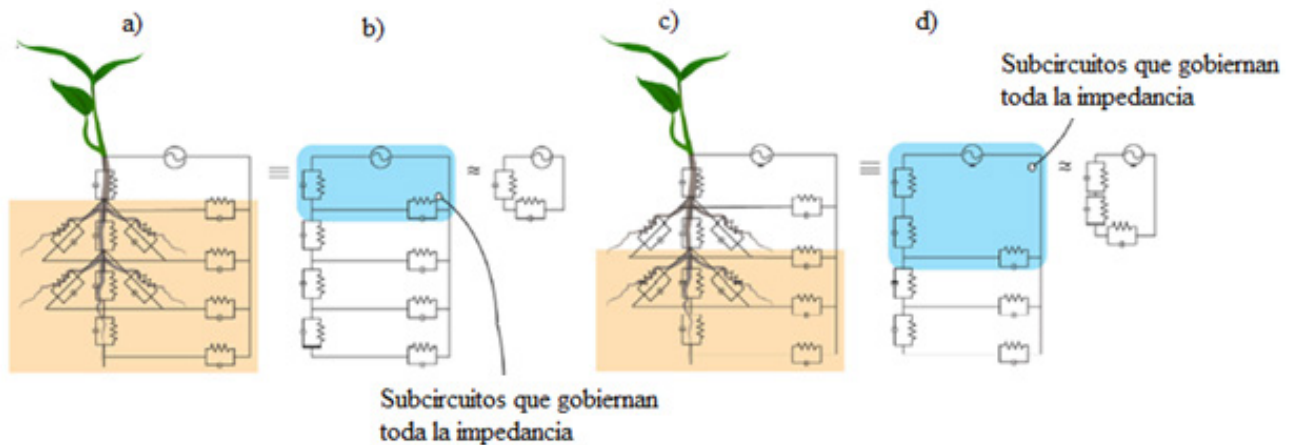 a)
b)
c)
d)
Subcircuitos que gobiernan
toda la impedancia
≡
≈
≡
≈
Subcircuitos que gobiernan
toda la impedancia